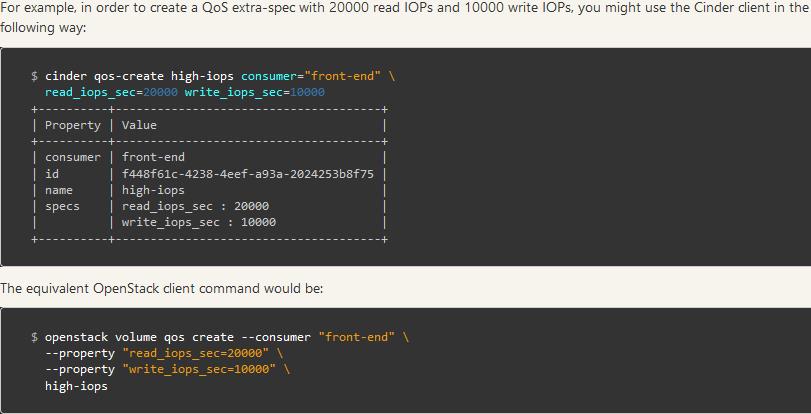 For example, in order to create a QoS extra-spec with 20000 read IOPs and 10000 write IOPs, you might use the Cinder client in the
following way:
$ cinder qos-create high-iops consumer="front-end" \
  read_iops_sec=20000 write_iops_sec=10000
+----------+--------------------------------------+
| Property | Value                                |
+----------+--------------------------------------+
| consumer | front-end                            |
| id       | f448f61c-4238-4eef-a93a-2024253b8f75 |
| name     | high-iops                            |
| specs    | read_iops_sec : 20000                |
|          | write_iops_sec : 10000               |
+----------+--------------------------------------+
The equivalent OpenStack client command would be:
$ openstack volume qos create --consumer "front-end" \
  --property "read_iops_sec=20000" \
  --property "write_iops_sec=10000" \
  high-iops